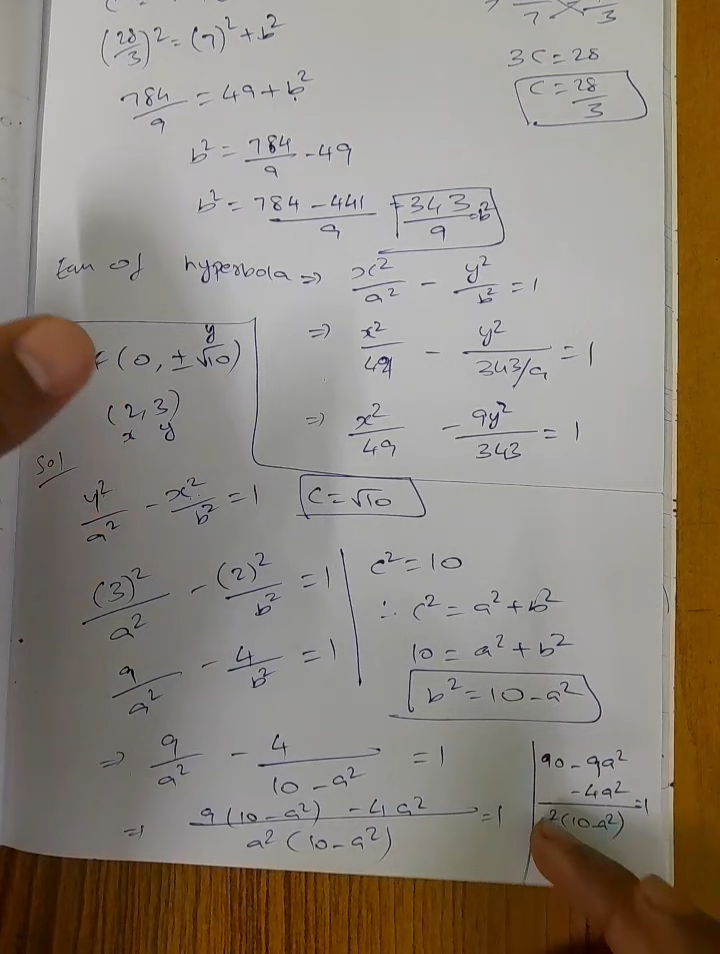 (28/3)² = (7)² + b²
784/9 = 49 + b²
b² = 784/9 - 49
b² = 784 - 441/9 = 343/9 = b²
3c = 28
c = 28/3
Eqn of hyperbola ⇒ x²/a² - y²/b² = 1
⇒ x²/49 - y²/343/9 = 1
⇒ x²/49 - 9y²/343 = 1
y
(0, ±√10)
(2,3)
x y
Sol
y²/a² - x²/b² = 1
c = √10
(3)²/a² - (2)²/b² = 1
9/a² - 4/b² = 1
c² = 10
∴ c² = a² + b²
10 = a² + b²
b² = 10 - a²
⇒ 9/a² - 4/10 - a² = 1
⇒ 9(10 - a²) - 4a²/a²(10 - a²) = 1
90 - 9a²
- 4a²
²(10-a²) = 1